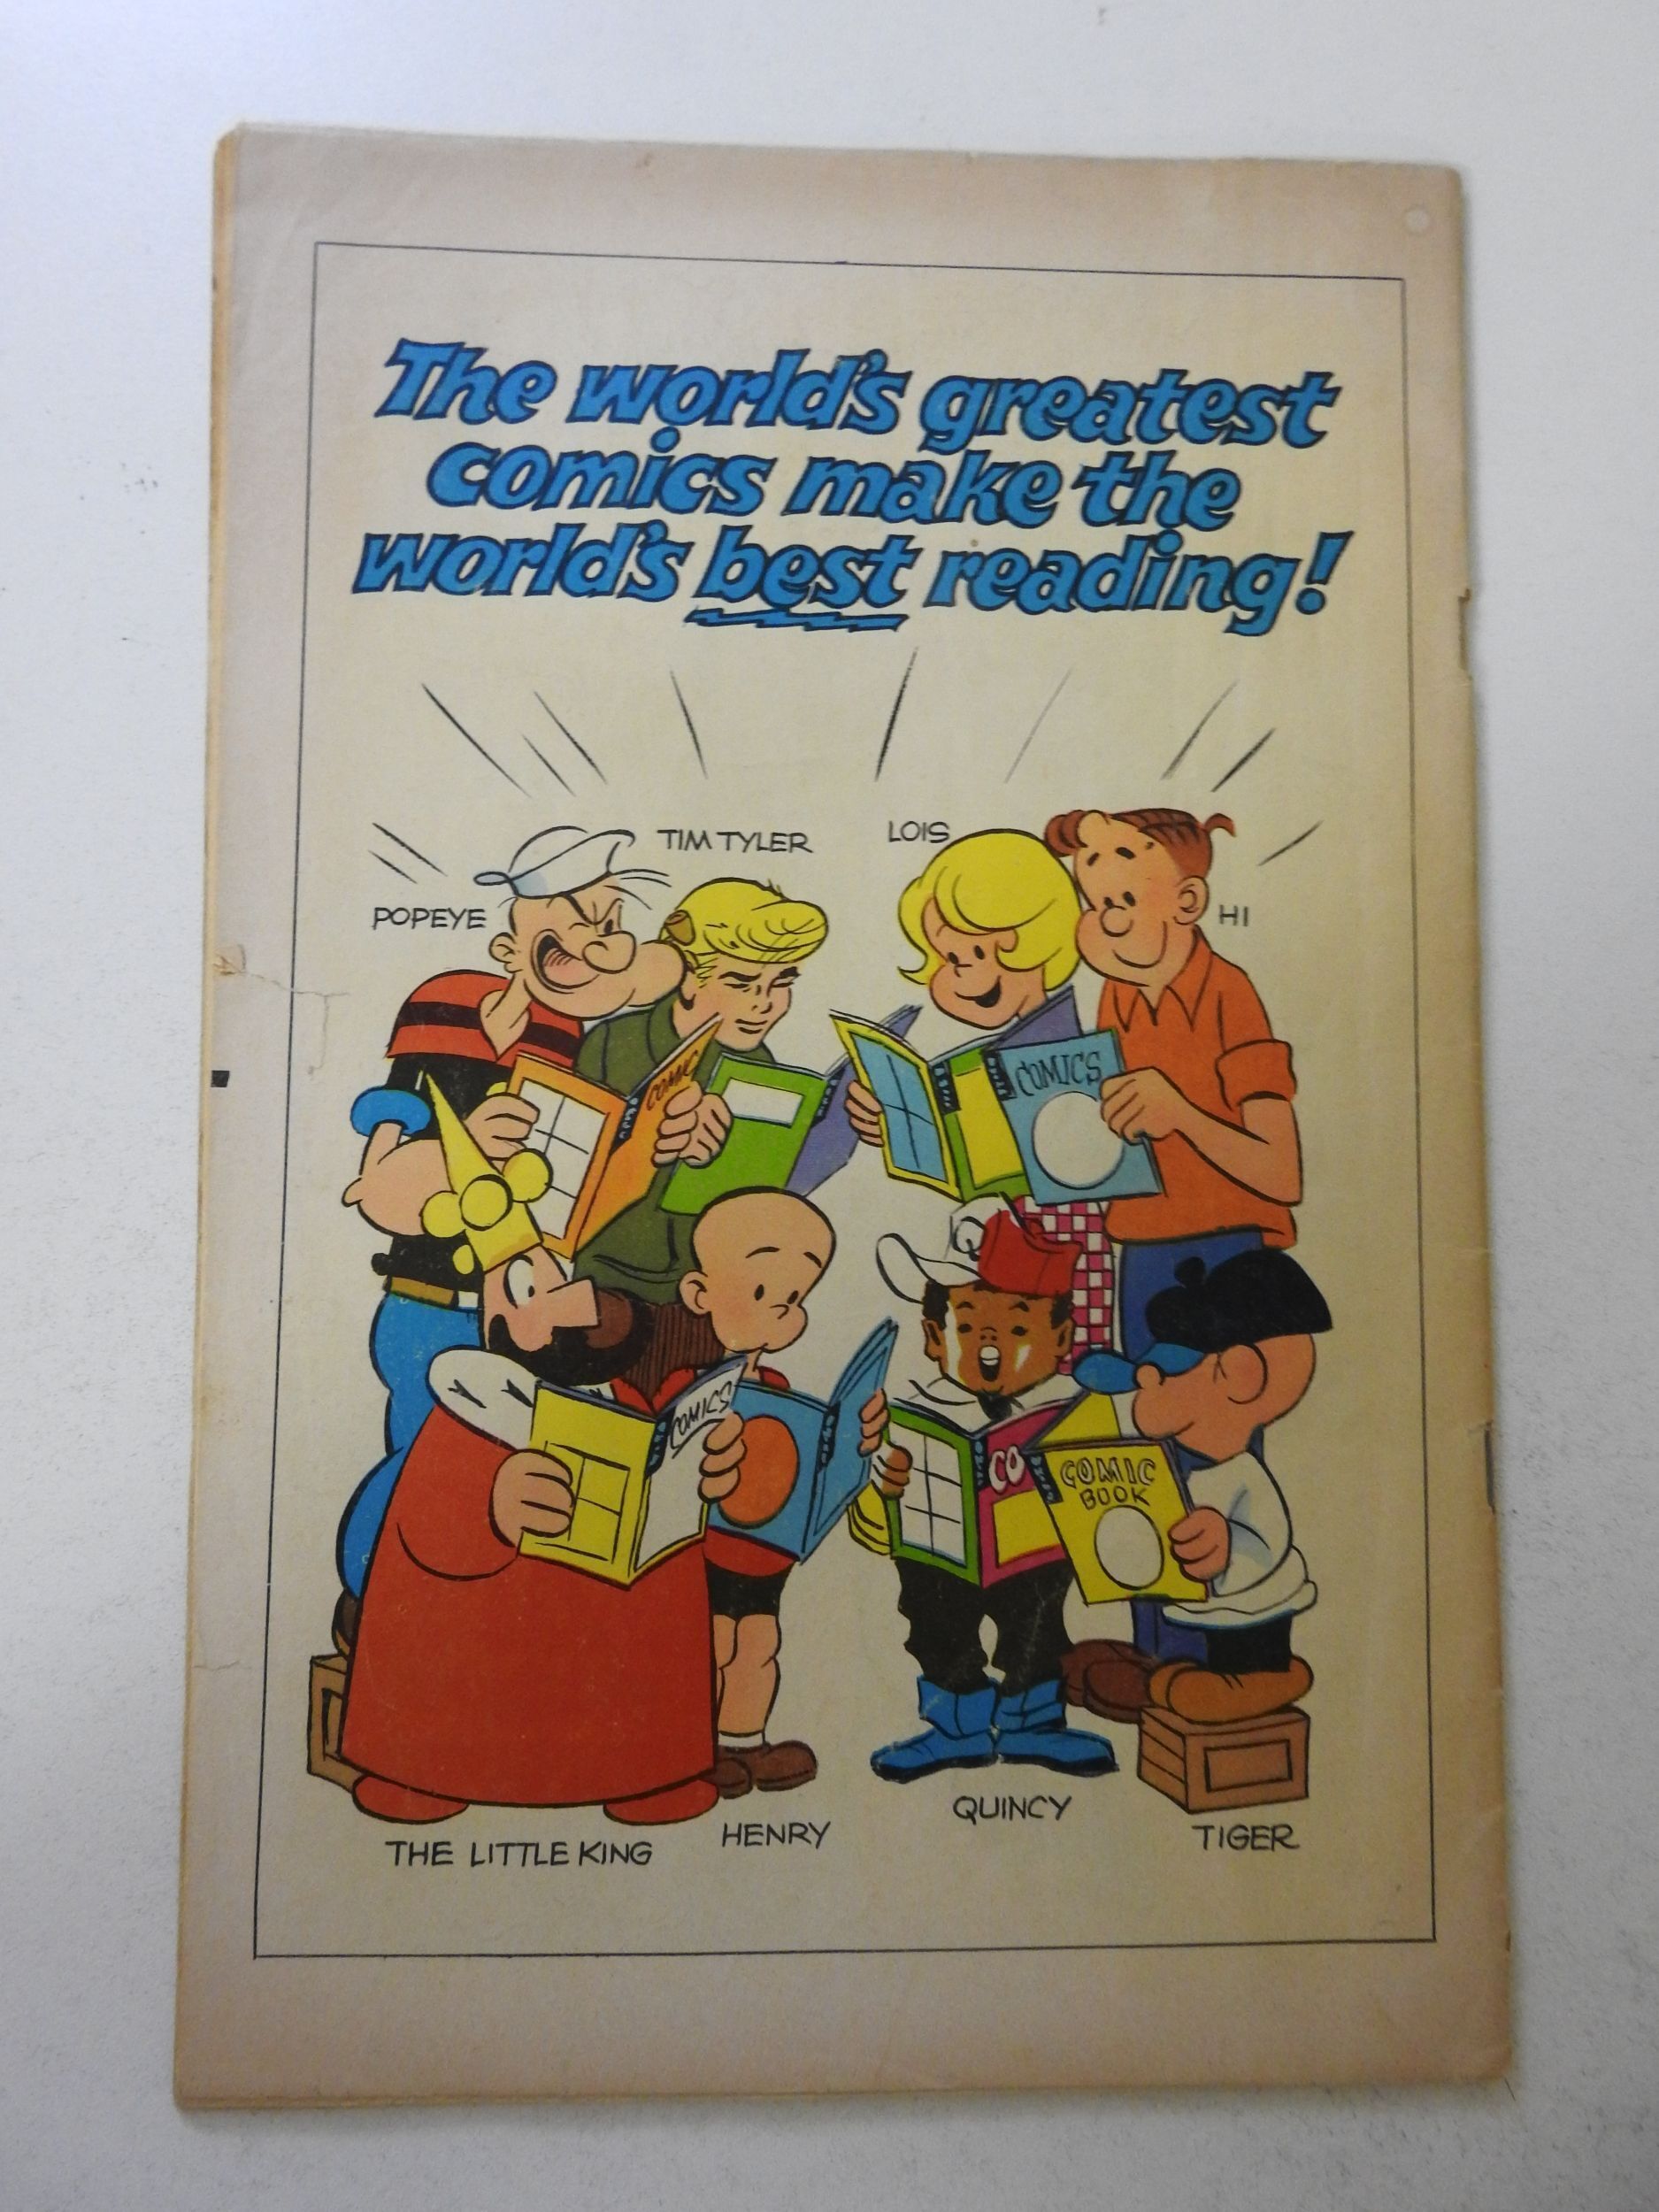 The world's greatest
comics make the
world's best reading!
TIM TYLER
LOIS
POPEYE
HI
COMIC
COMICS
COMICS
CO
COMIC
BOOK
QUINCY
HENRY
TIGER
THE LITTLE KING